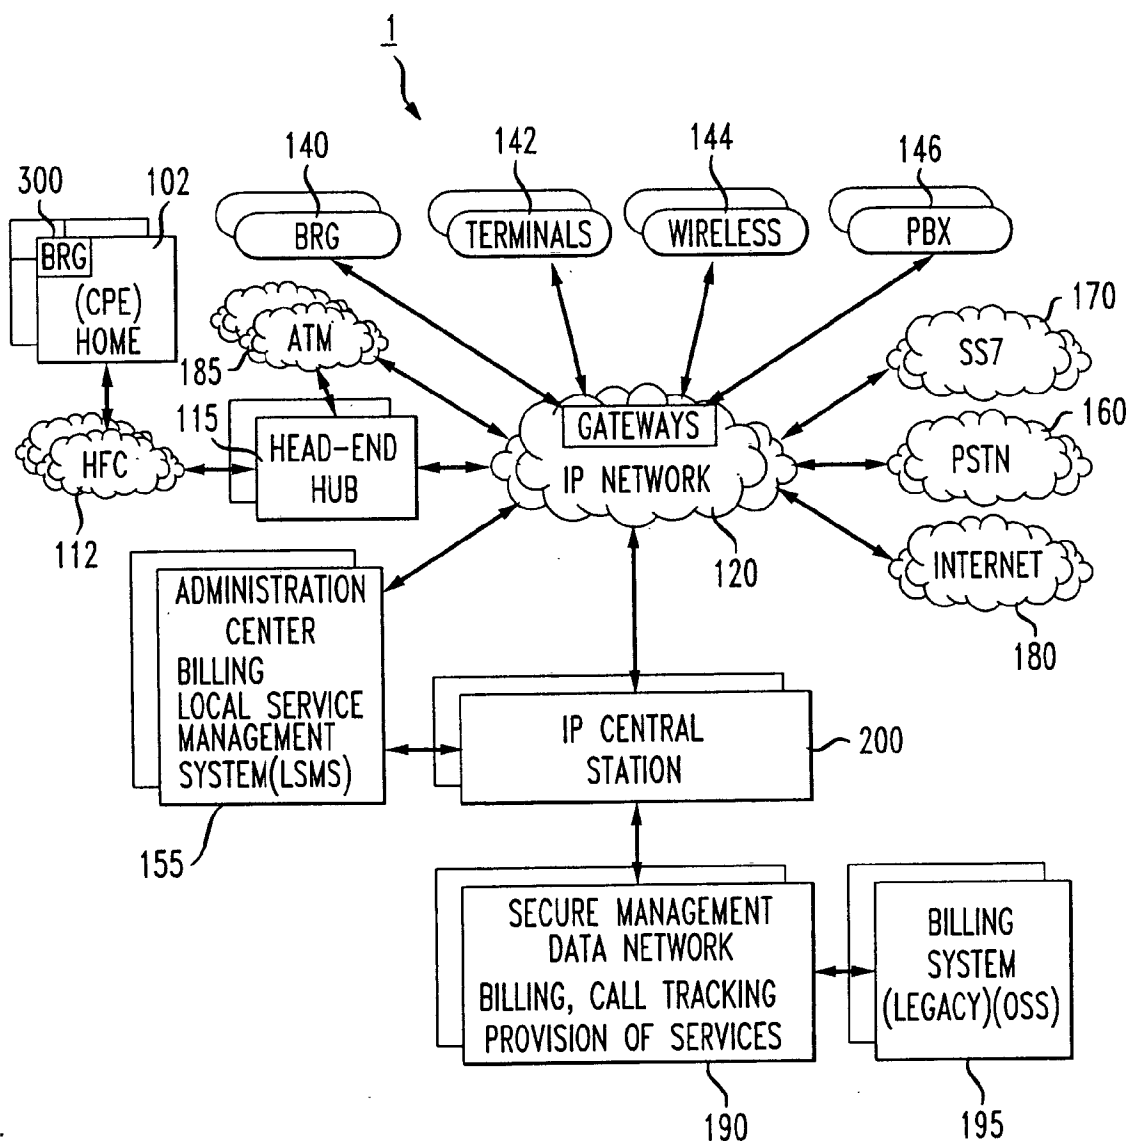 1
140
142
144
146
300
102
BRG
TERMINALS
WIRELESS
PBX
BRG
(CPE)
HOME
ATM
185
170
SS7
115
HEAD-END
HUB
GATEWAYS
IP NETWORK
160
PSTN
HFC
112
120
INTERNET
180
ADMINISTRATION
CENTER
BILLING
LOCAL SERVICE
MANAGEMENT
SYSTEM(LSMS)
155
IP CENTRAL
STATION
200
SECURE MANAGEMENT
DATA NETWORK
BILLING, CALL TRACKING
PROVISION OF SERVICES
190
BILLING
SYSTEM
(LEGACY)(OSS)
195